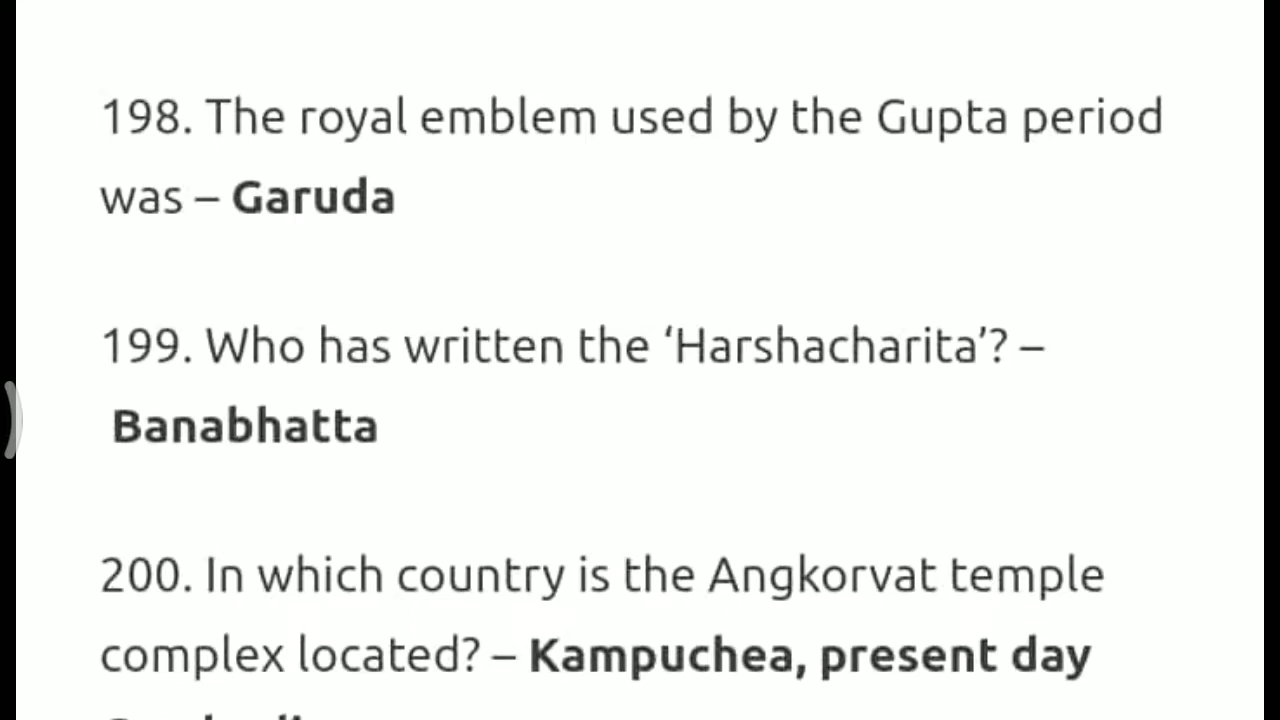 198. The royal emblem used by the Gupta period
was – Garuda
199. Who has written the ‘Harshacharita’? –
Banabhatta
200. In which country is the Angkorvat temple
complex located? – Kampuchea, present day